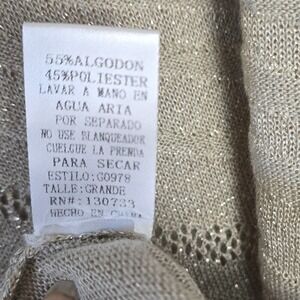 55%ALGODON
45%POLIESTER
LAVAR A MANO EN
AGUA ARIA
POR SEPARADO
NO USE BLANQUEADOR
CUELGUE LA PRENDA
PARA SECAR
ESTILO:G0978
TALLE:GRANDE
RN#:130733
HECHO EN CHINA